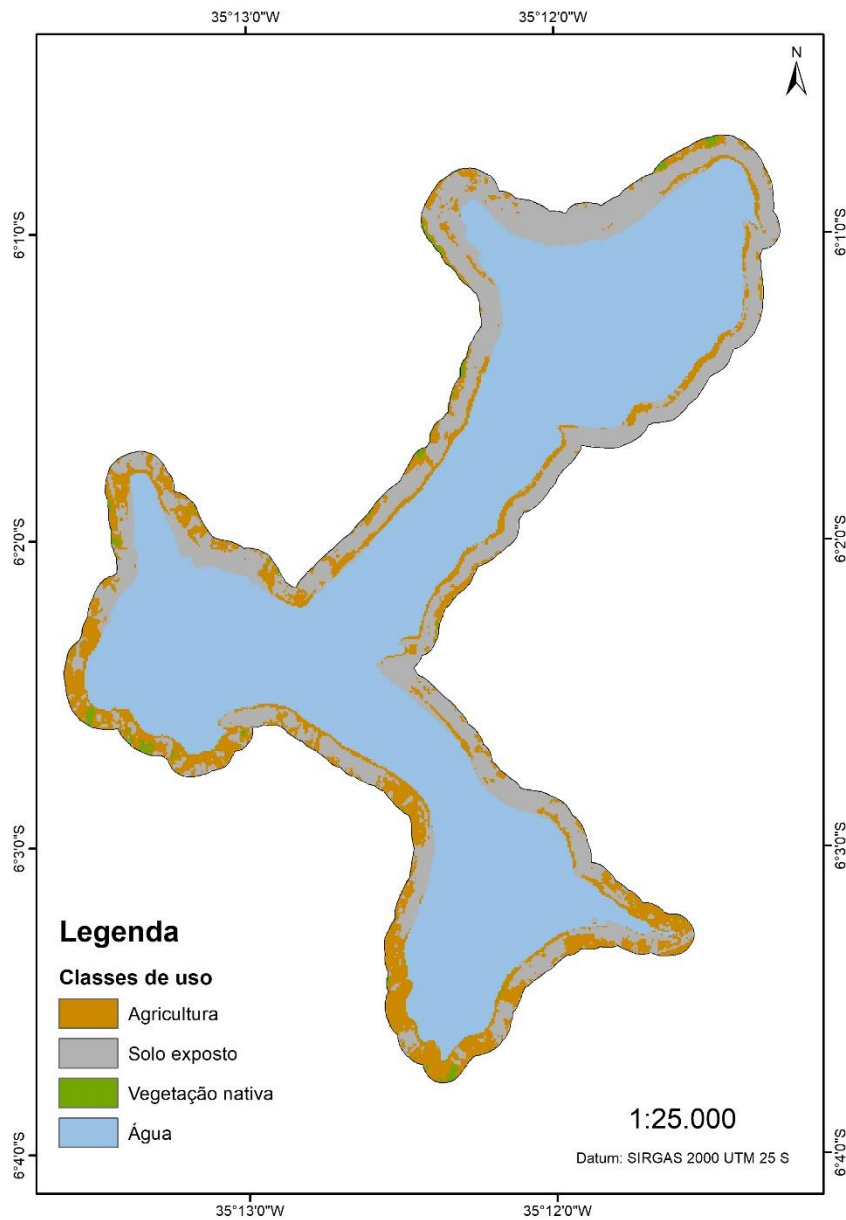 35°13'0"W
35°12'0"W
N
6°1'0"S
6°1'0"S
6°2'0"S
6°2'0"S
6°3'0"S
6°3'0"S
Legenda
Classes de uso
Agricultura
Solo exposto
Vegetação nativa
Água
1:25.000
Datum: SIRGAS 2000 UTM 25 S
6°4'0"S
6°4'0"S
35°13'0"W
35°12'0"W